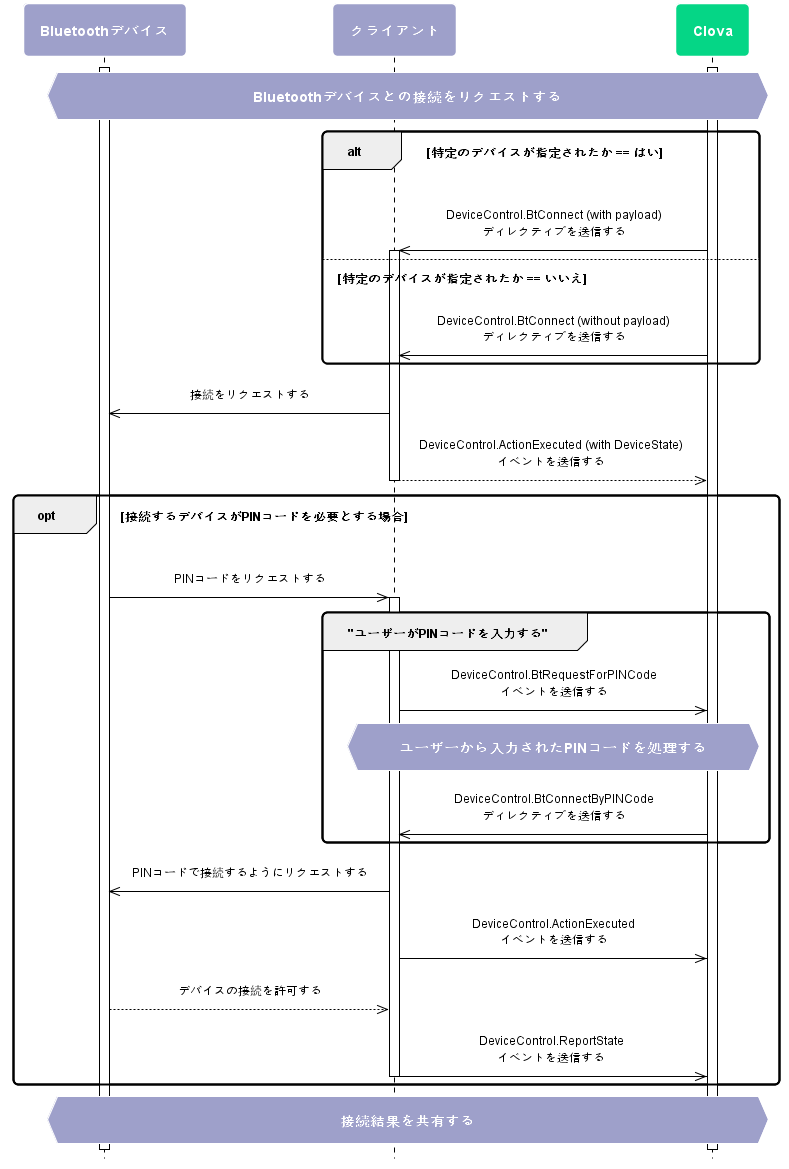 Bluetoothデバイス
クライアント
Clova
Bluetoothデバイスとの接続をリクエストする
alt
[特定のデバイスが指定されたか == はい]
DeviceControl.BtConnect (with payload)
ディレクティブを送信する
[特定のデバイスが指定されたか == いいえ]
DeviceControl.BtConnect (without payload)
ディレクティブを送信する
接続をリクエストする
DeviceControl.ActionExecuted (with DeviceState)
イベントを送信する
opt
[接続するデバイスがPINコードを必要とする場合]
PINコードをリクエストする
"ユーザーがPINコードを入力する"
DeviceControl.BtRequestForPINCode
イベントを送信する
ユーザーから入力されたPINコードを処理する
DeviceControl.BtConnectByPINCode
ディレクティブを送信する
PINコードで接続するようにリクエストする
DeviceControl.ActionExecuted
イベントを送信する
デバイスの接続を許可する
DeviceControl.ReportState
イベントを送信する
接続結果を共有する